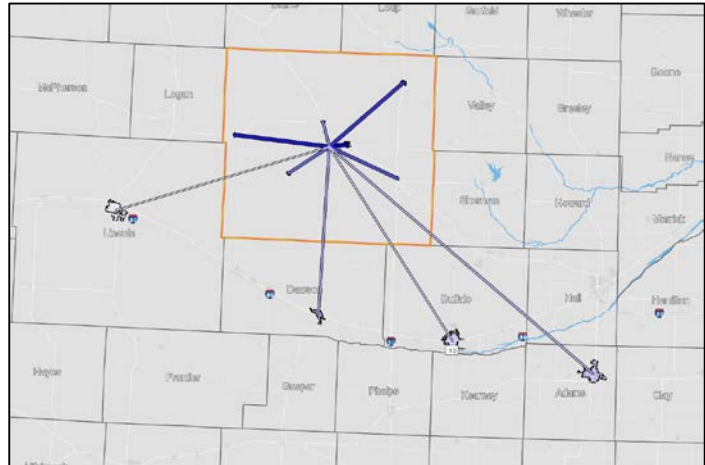 Loup
Garfield
Wheeler
McPherson
Logan
Valley
Greeley
Boone
Nance
Lincoln
Sherman
Howard
Merrick
Dawson
Buffalo
Hall
Hamilton
Hayes
Frontier
Gosper
Phelps
Kearney
Adams
Clay